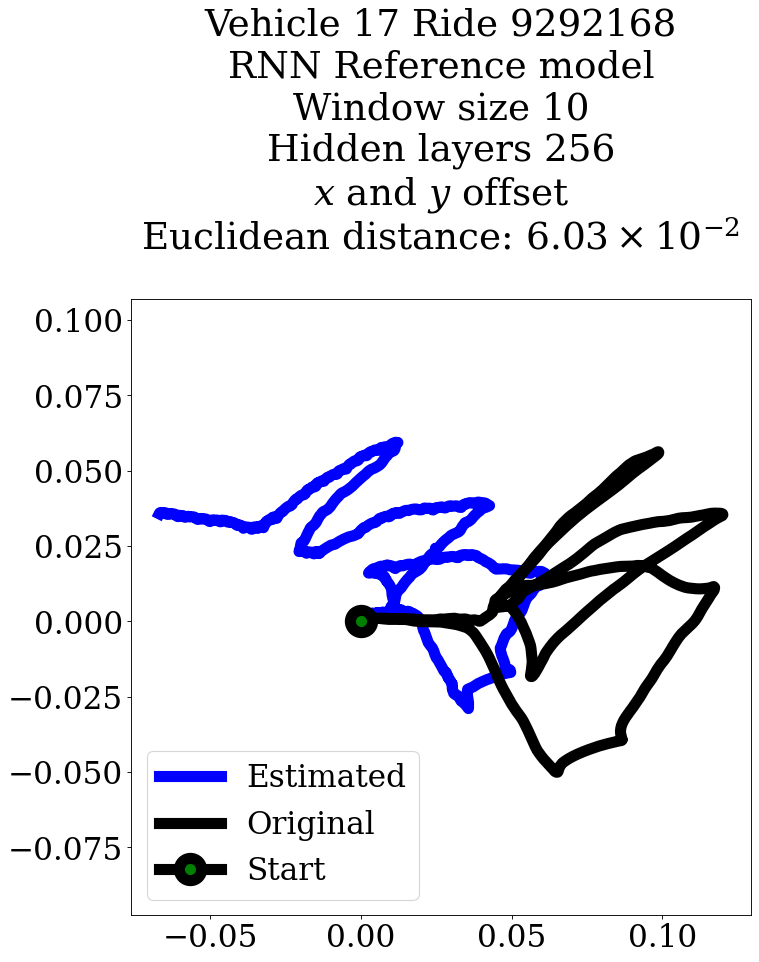 Vehicle 17 Ride 9292168
RNN Reference model
Window size 10
Hidden layers 256
x and y offset
Euclidean distance: 6.03 × 10⁻²
0.100
0.075
0.050
0.025
0.000
−0.025
−0.050
−0.075
Estimated
Original
Start
−0.05 0.00 0.05 0.10